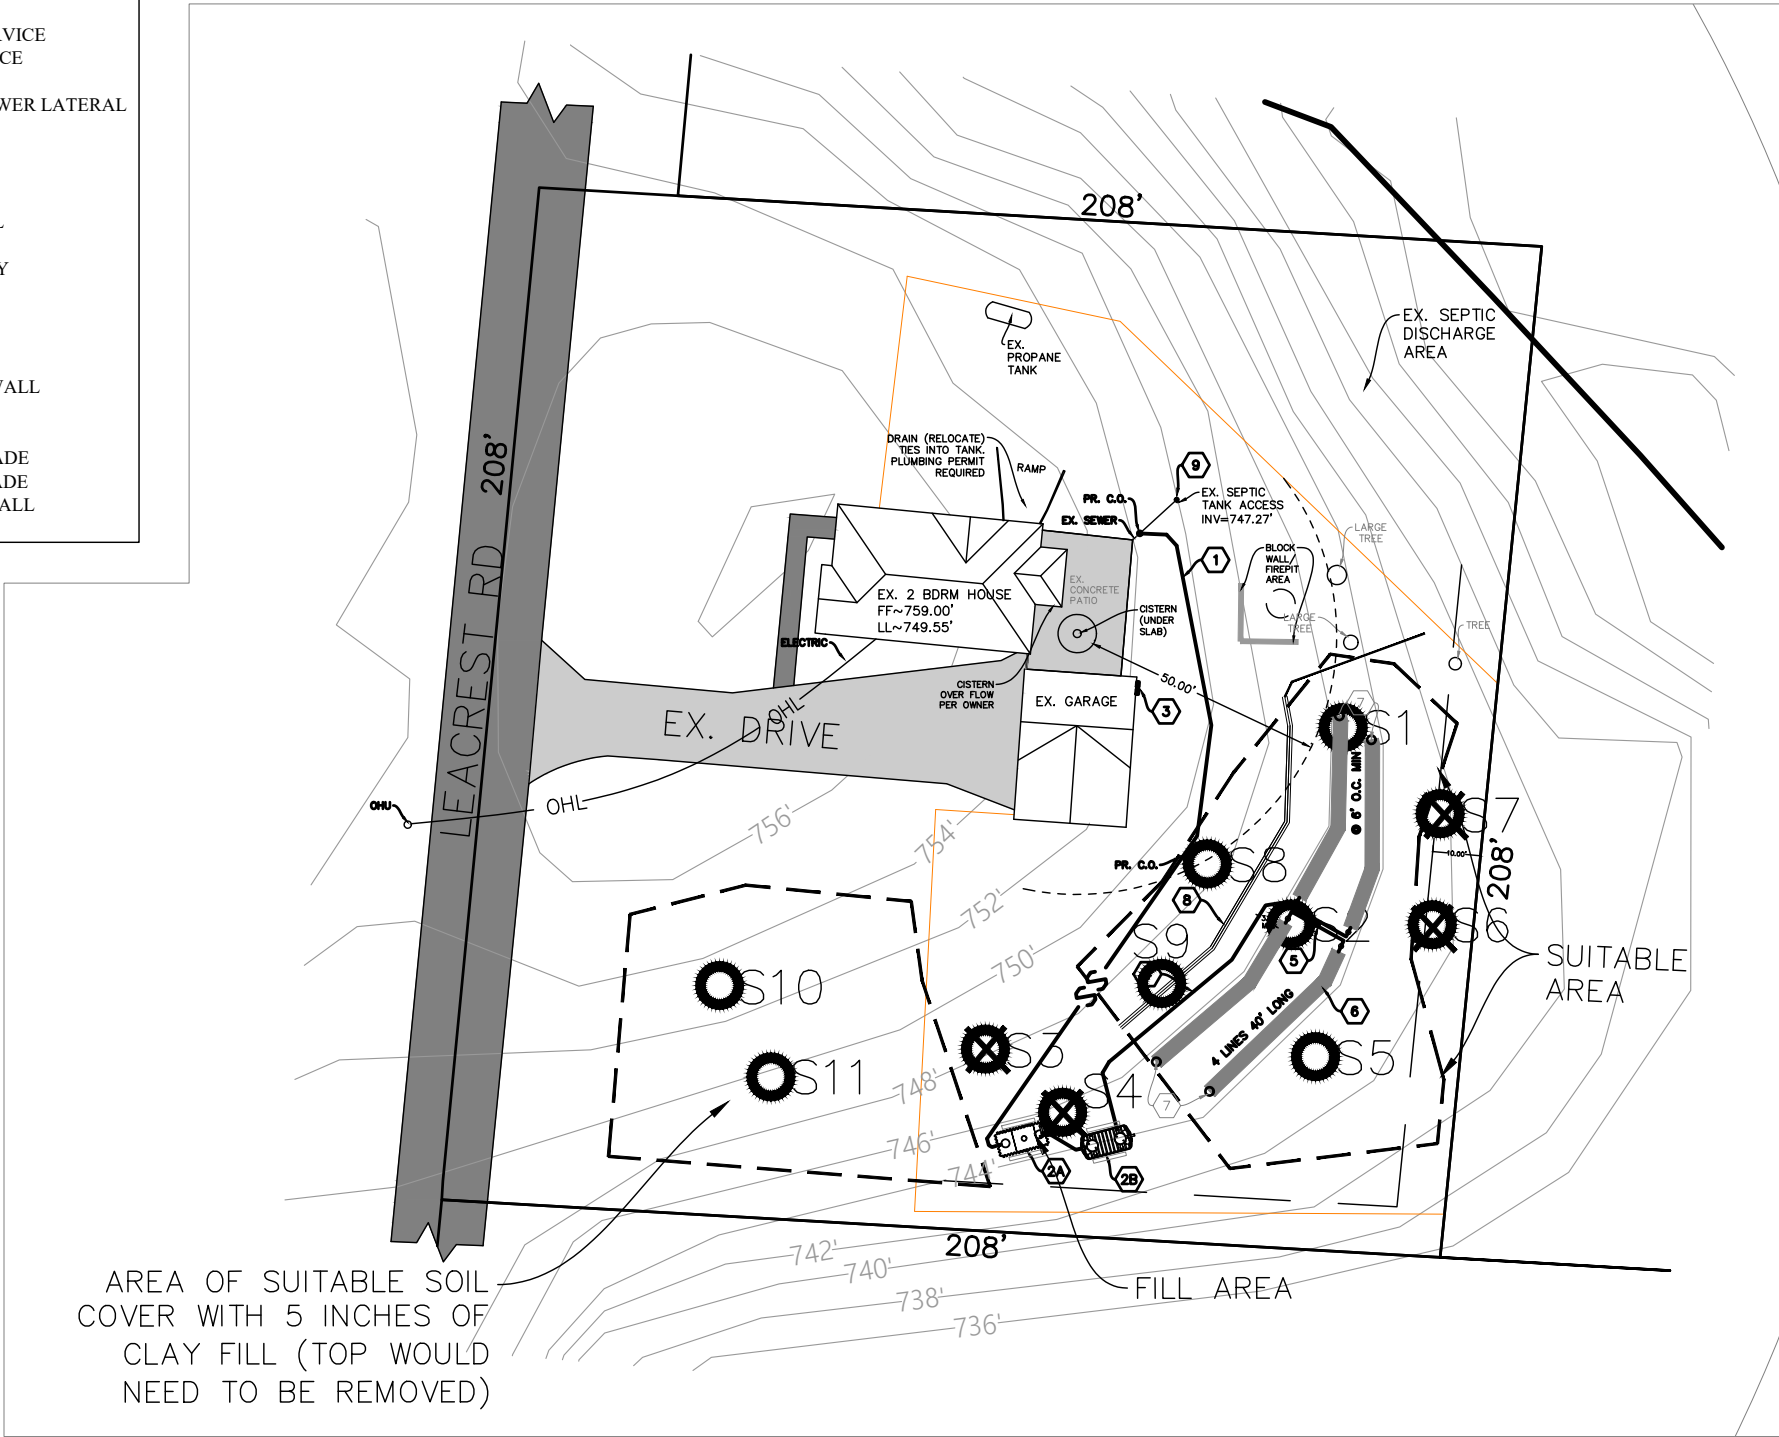 RVICE
CE
WER LATERAL
L
Y
WALL
ADE
ADE
ALL
208'
EX. SEPTIC
DISCHARGE
AREA
EX.
PROPANE
TANK
DRAIN (RELOCATE)
TIES INTO TANK.
PLUMBING PERMIT
REQUIRED
RAMP
9
PR. C.O.
EX. SEPTIC
TANK ACCESS
INV=747.27'
EX. SEWER
208'
LARGE
TREE
1
BLOCK
WALL/
FIREPIT
AREA
EX.
CONCRETE
PATIO
EX. 2 BDRM HOUSE
FF~759.00'
LL~749.55'
CISTERN
(UNDER
SLAB)
LARGE
TREE
TREE
ELECTRIC
LEACREST RD
CISTERN
OVER FLOW
PER OWNER
50.00'
EX. GARAGE
3
7
S1
OHL
EX. DRIVE
@ 6' O.C. MIN
OHU
OHL
S7
756'
754'
10.00'
208'
PR. C.O.
S8
8
752'
S9
S2
S6
5
750'
SUITABLE
AREA
S10
6
4 LINES 40' LONG
S3
S5
S11
748'
S4
7
746'
744'
2A
2B
742'
208'
740'
738'
736'
FILL AREA
AREA OF SUITABLE SOIL
COVER WITH 5 INCHES OF
CLAY FILL (TOP WOULD
NEED TO BE REMOVED)